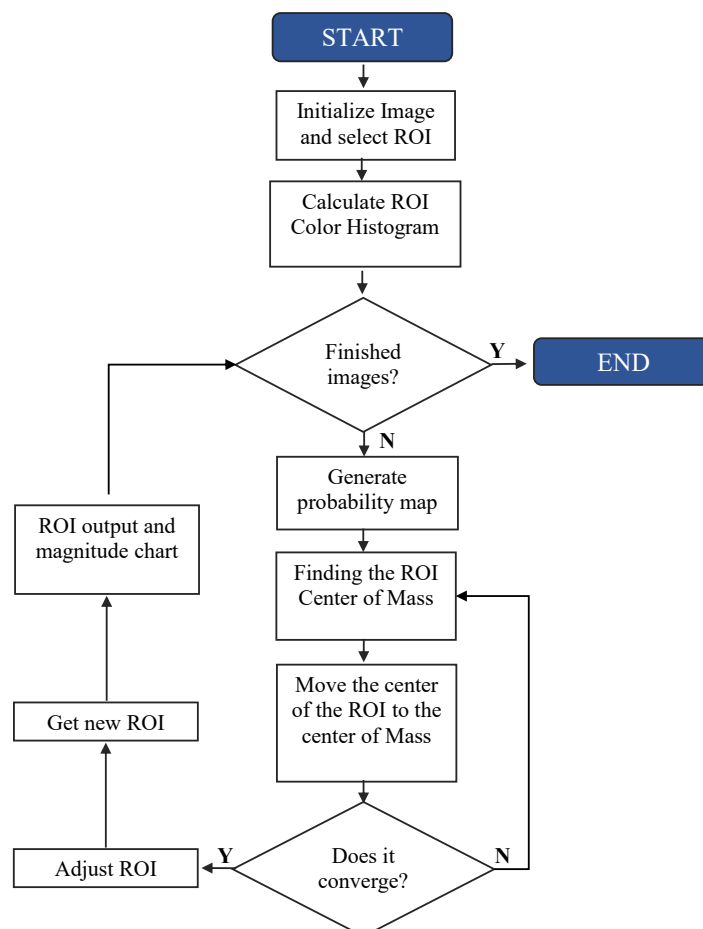 START
Initialize Image
and select ROI
Calculate ROI
Color Histogram
Finished
images?
Y
END
N
Generate
probability map
ROI output and
magnitude chart
Finding the ROI
Center of Mass
Move the center
of the ROI to the
center of Mass
Get new ROI
Does it
converge?
Y
N
Adjust ROI